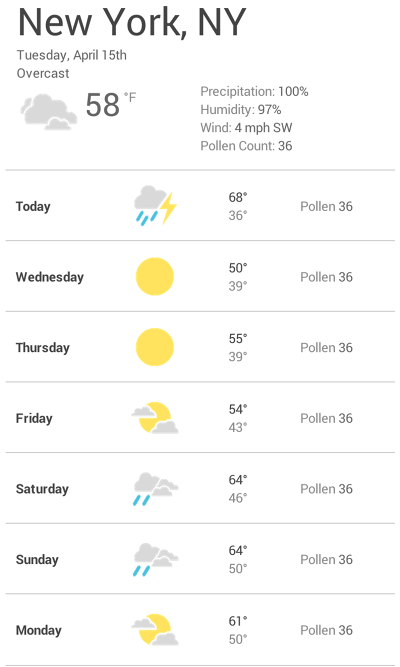 New York, NY
Tuesday, April 15th
Overcast
58 °F
Precipitation: 100%
Humidity: 97%
Wind: 4 mph SW
Pollen Count: 36
Today 68° Pollen 36
36°
Wednesday 50° Pollen 36
39°
Thursday 55° Pollen 36
39°
Friday 54° Pollen 36
43°
Saturday 64° Pollen 36
46°
Sunday 64° Pollen 36
50°
Monday 61° Pollen 36
50°